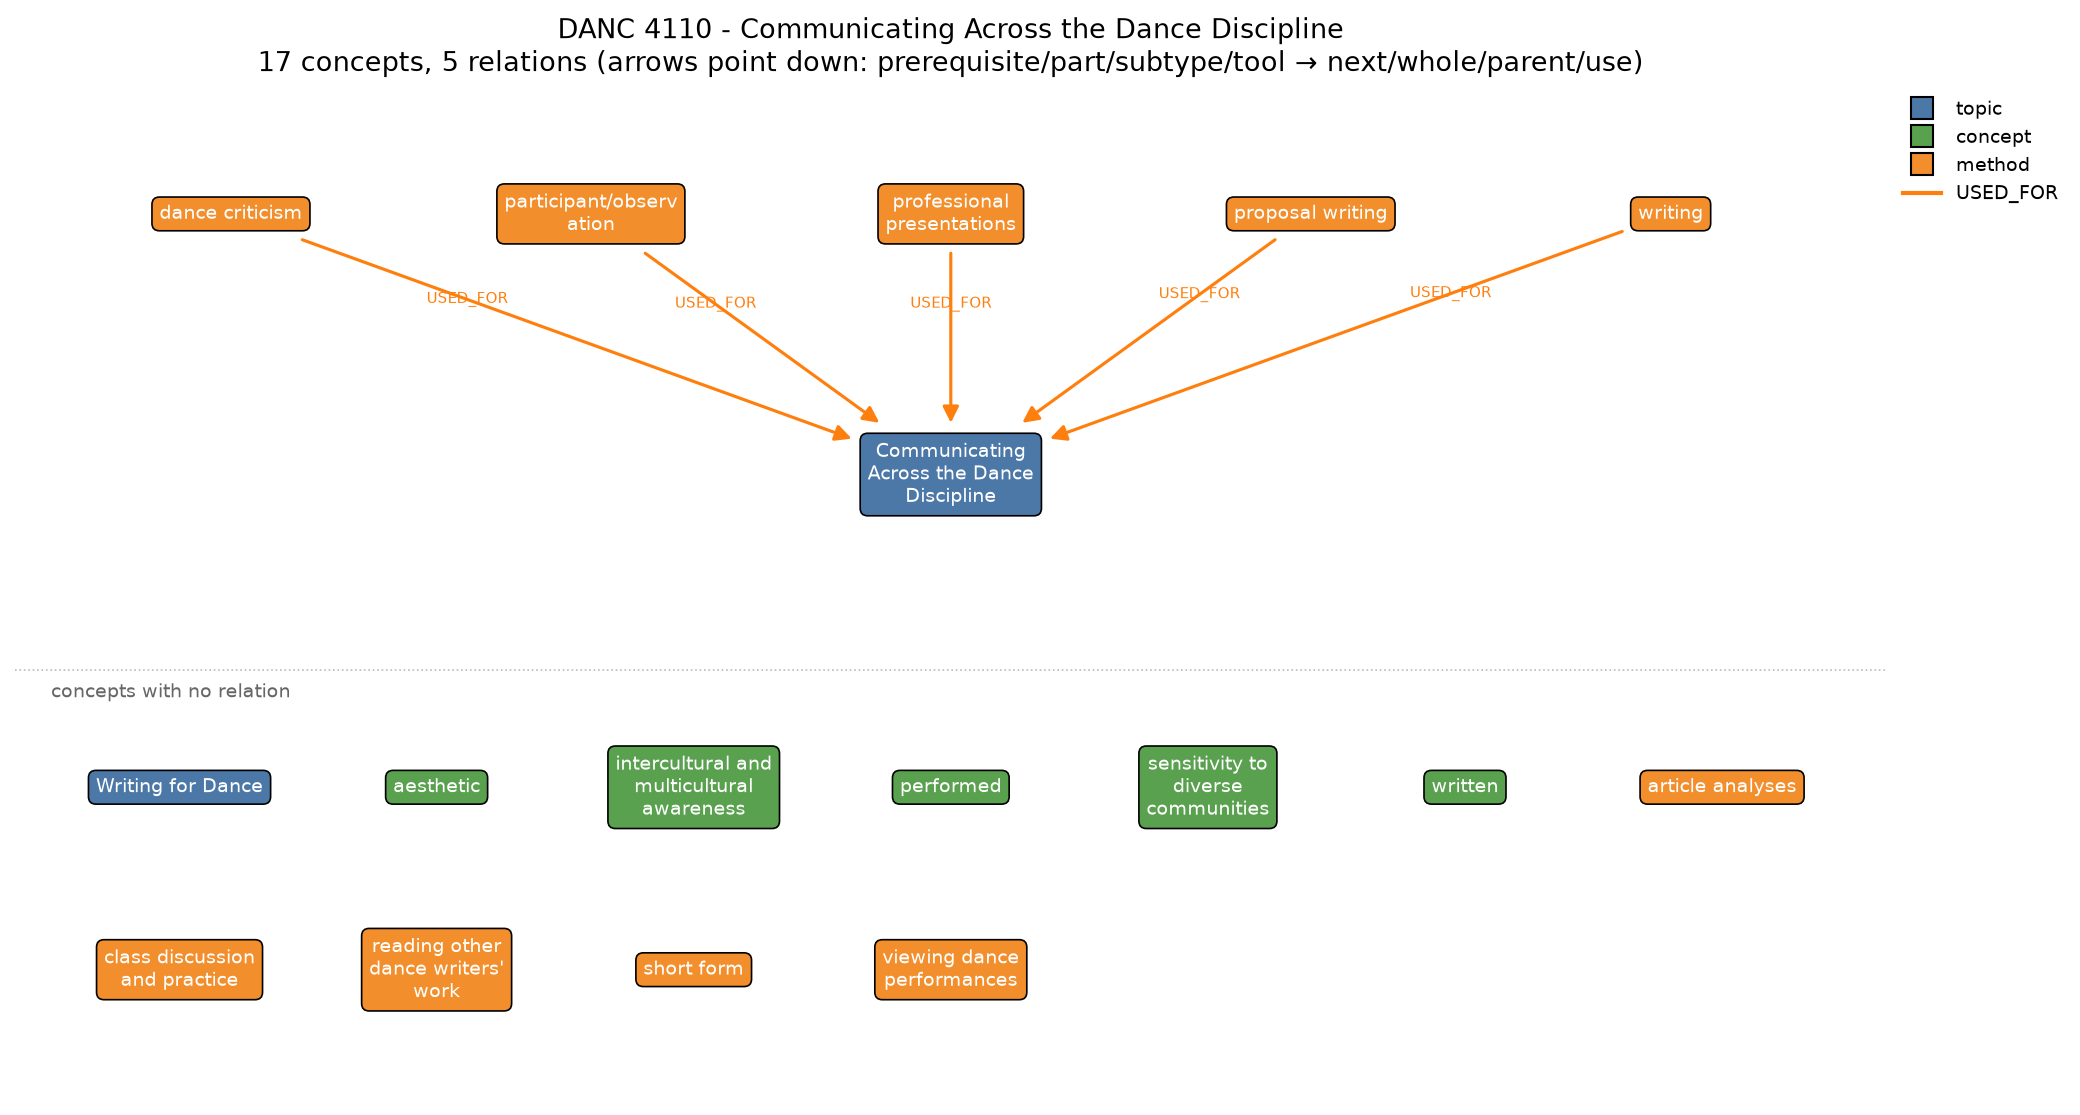 DANC 4110 - Communicating Across the Dance Discipline
17 concepts, 5 relations (arrows point down: prerequisite/part/subtype/tool → next/whole/parent/use)
topic
concept
method
USED_FOR
dance criticism
participant/observ
ation
professional
presentations
proposal writing
writing
USED_FOR
USED_FOR
USED_FOR
USED_FOR
USED_FOR
Communicating
Across the Dance
Discipline
concepts with no relation
Writing for Dance
aesthetic
intercultural and
multicultural
awareness
performed
sensitivity to
diverse
communities
written
article analyses
class discussion
and practice
reading other
dance writers'
work
short form
viewing dance
performances